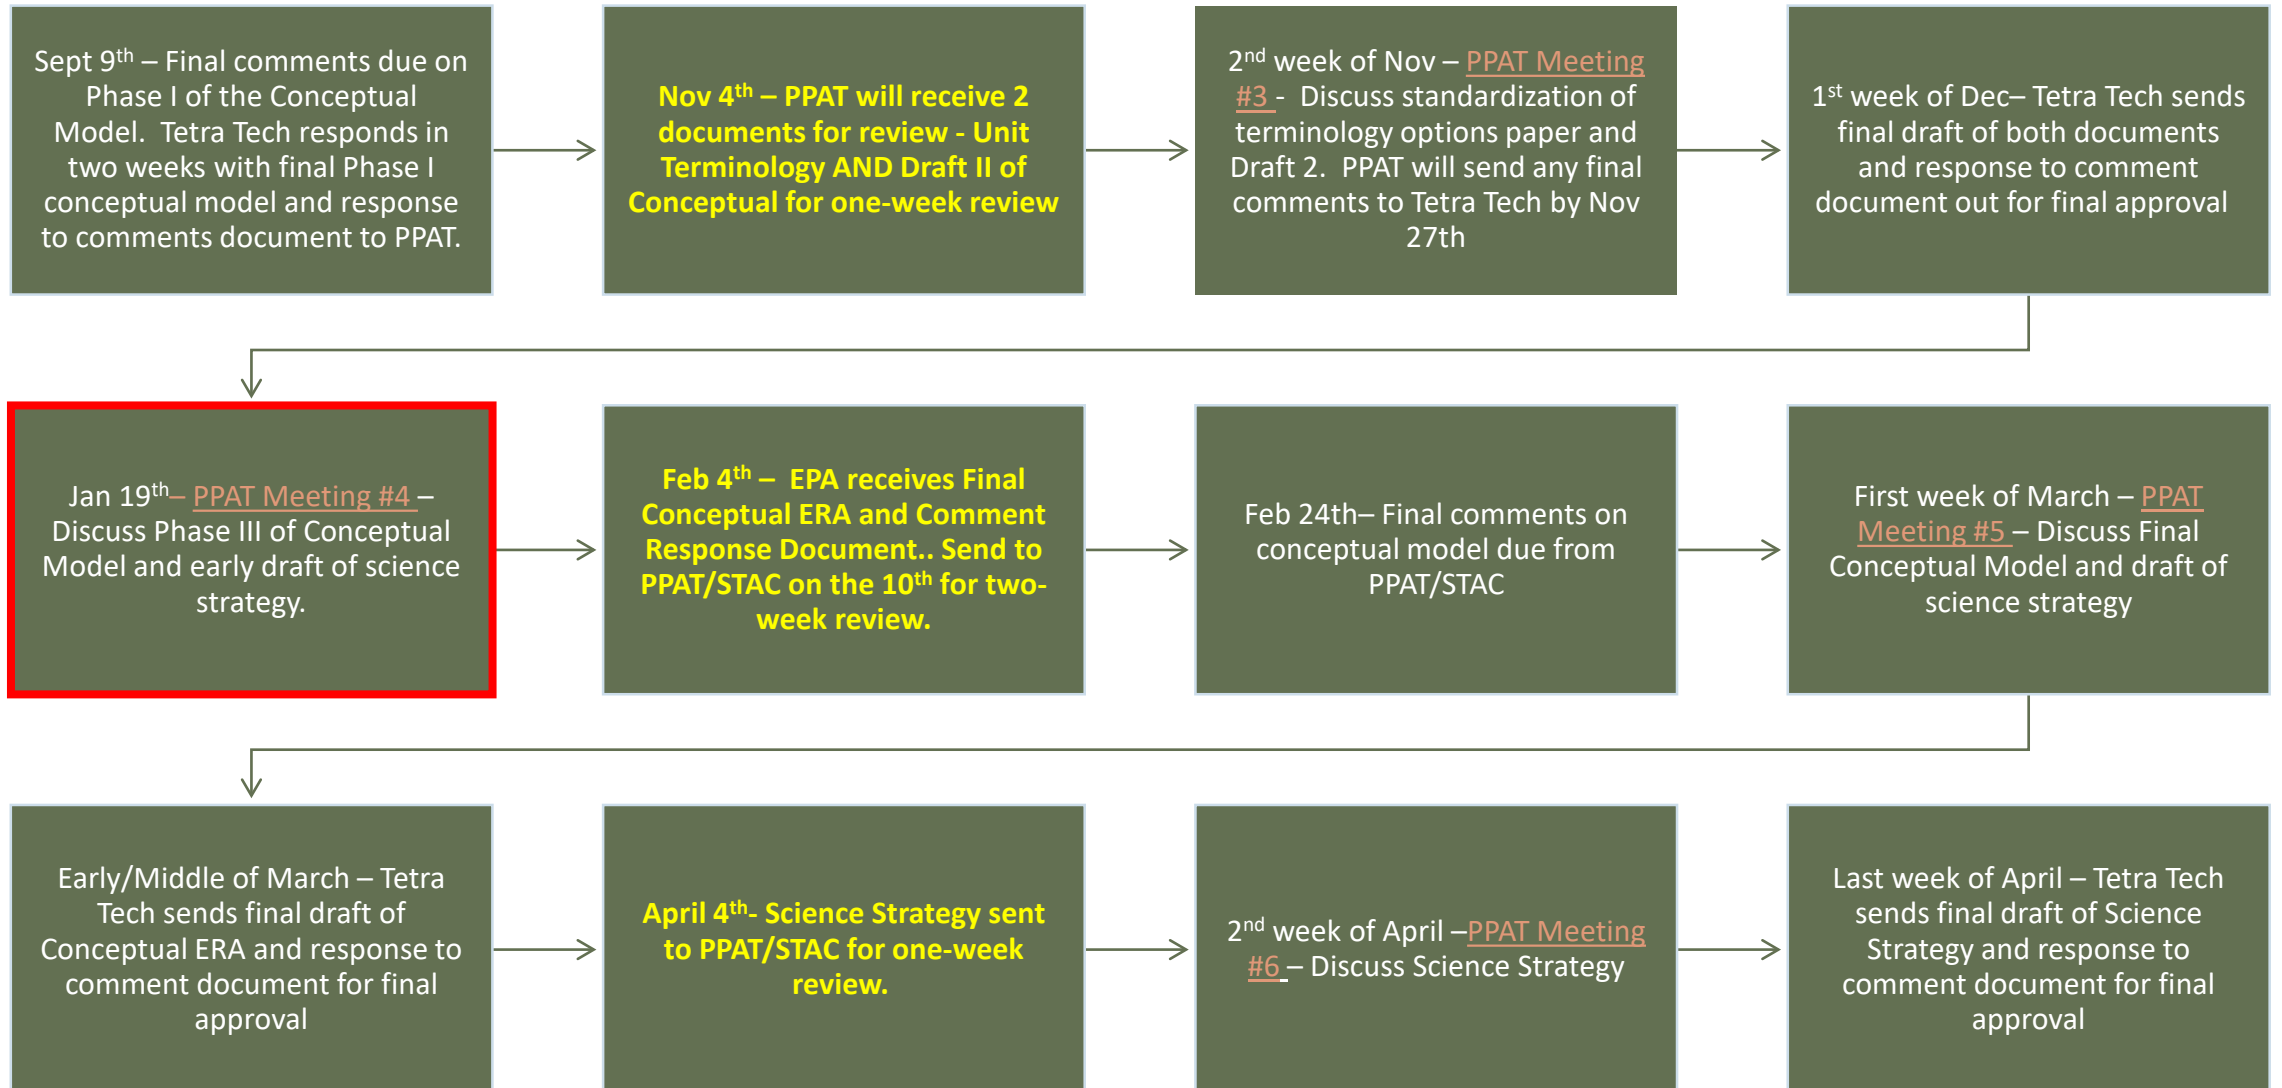 Sept 9th – Final comments due on
Phase I of the Conceptual
Model.  Tetra Tech responds in
two weeks with final Phase I
conceptual model and response
to comments document to PPAT.
Nov 4th – PPAT will receive 2
documents for review - Unit
Terminology AND Draft II of
Conceptual for one-week review
2nd week of Nov – PPAT Meeting
#3 -  Discuss standardization of
terminology options paper and
Draft 2.  PPAT will send any final
comments to Tetra Tech by Nov
27th
1st week of Dec– Tetra Tech sends
final draft of both documents
and response to comment
document out for final approval
Jan 19th– PPAT Meeting #4 –
Discuss Phase III of Conceptual
Model and early draft of science
strategy.
Feb 4th –  EPA receives Final
Conceptual ERA and Comment
Response Document.. Send to
PPAT/STAC on the 10th for two-
week review.
Feb 24th– Final comments on
conceptual model due from
PPAT/STAC
First week of March – PPAT
Meeting #5 – Discuss Final
Conceptual Model and draft of
science strategy
Early/Middle of March – Tetra
Tech sends final draft of
Conceptual ERA and response to
comment document for final
approval
April 4th- Science Strategy sent
to PPAT/STAC for one-week
review.
2nd week of April –PPAT Meeting
#6 – Discuss Science Strategy
Last week of April – Tetra Tech
sends final draft of Science
Strategy and response to
comment document for final
approval